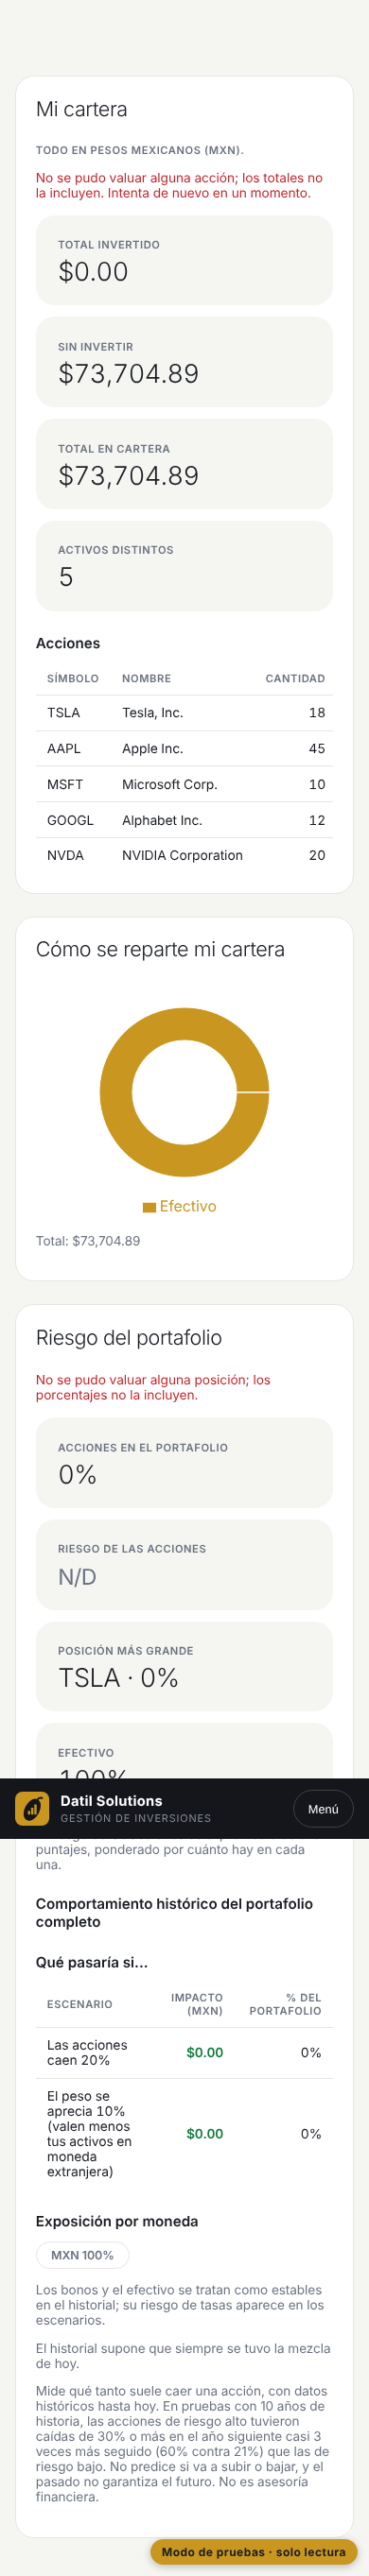 Mi cartera
TODO EN PESOS MEXICANOS (MXN).
No se pudo valuar alguna acción; los totales no
la incluyen. Intenta de nuevo en un momento.
TOTAL INVERTIDO
$0.00
SIN INVERTIR
$73,704.89
TOTAL EN CARTERA
$73,704.89
ACTIVOS DISTINTOS
5
Acciones
SÍMBOLO NOMBRE CANTIDAD
TSLA Tesla, Inc. 18
AAPL Apple Inc. 45
MSFT Microsoft Corp. 10
GOOGL Alphabet Inc. 12
NVDA NVIDIA Corporation 20
Cómo se reparte mi cartera
Efectivo
Total: $73,704.89
Riesgo del portafolio
No se pudo valuar alguna posición; los
porcentajes no la incluyen.
ACCIONES EN EL PORTAFOLIO
0%
RIESGO DE LAS ACCIONES
N/D
POSICIÓN MÁS GRANDE
TSLA · 0%
EFECTIVO
100%
Datil Solutions
GESTIÓN DE INVERSIONES
Menú
puntajes, ponderado por cuánto hay en cada
una.
Comportamiento histórico del portafolio
completo
Qué pasaría si…
ESCENARIO IMPACTO (MXN) % DEL PORTAFOLIO
Las acciones
caen 20% $0.00 0%
El peso se
aprecia 10%
(valen menos
tus activos en
moneda
extranjera) $0.00 0%
Exposición por moneda
MXN 100%
Los bonos y el efectivo se tratan como estables
en el historial; su riesgo de tasas aparece en los
escenarios.
El historial supone que siempre se tuvo la mezcla
de hoy.
Mide qué tanto suele caer una acción, con datos
históricos hasta hoy. En pruebas con 10 años de
historia, las acciones de riesgo alto tuvieron
caídas de 30% o más en el año siguiente casi 3
veces más seguido (60% contra 21%) que las de
riesgo bajo. No predice si va a subir o bajar, y el
pasado no garantiza el futuro. No es asesoría
financiera.
Modo de pruebas · solo lectura